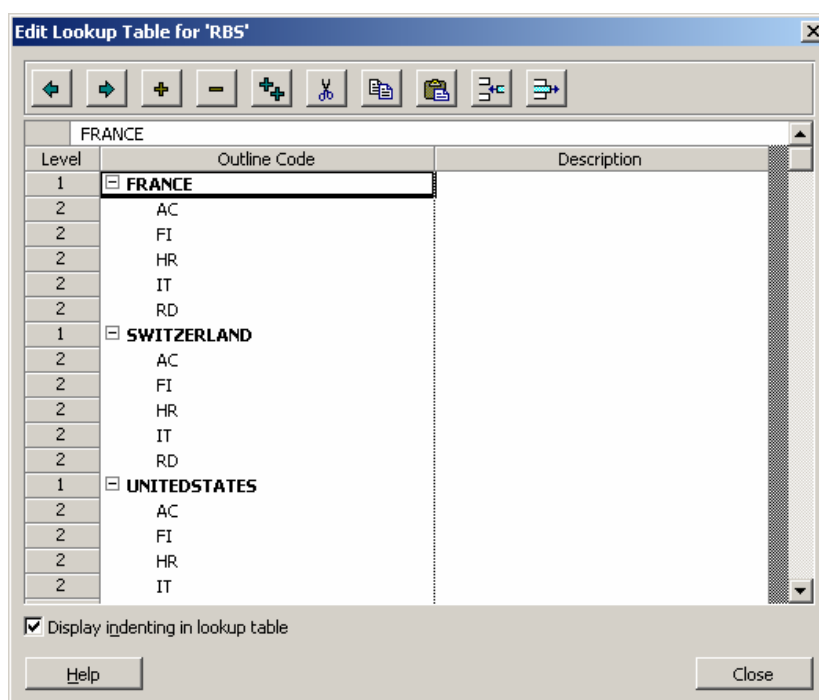 Edit Lookup Table for 'RBS'
FRANCE
Level Outline Code Description
1 FRANCE
2 AC
2 FI
2 HR
2 IT
2 RD
1 SWITZERLAND
2 AC
2 FI
2 HR
2 IT
2 RD
1 UNITEDSTATES
2 AC
2 FI
2 HR
2 IT
Display indenting in lookup table
Help Close